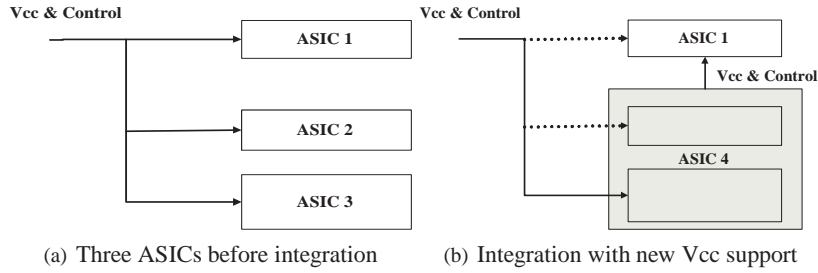 Vcc & Control
ASIC 1
ASIC 2
ASIC 3
(a) Three ASICs before integration
Vcc & Control
ASIC 1
Vcc & Control
ASIC 4
(b) Integration with new Vcc support